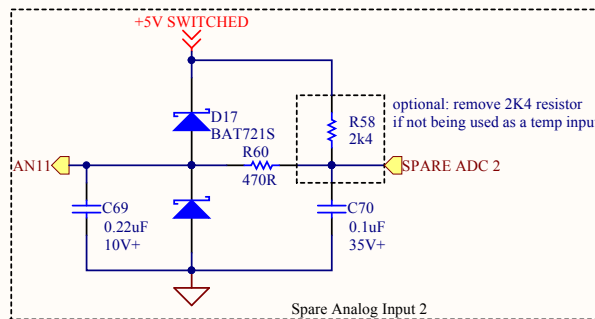 +5V SWITCHED
D17
BAT721S
R58
2k4
optional: remove 2K4 resistor
if not being used as a temp input
AN11
R60
470R
SPARE ADC 2
C69
0.22uF
10V+
C70
0.1uF
35V+
Spare Analog Input 2